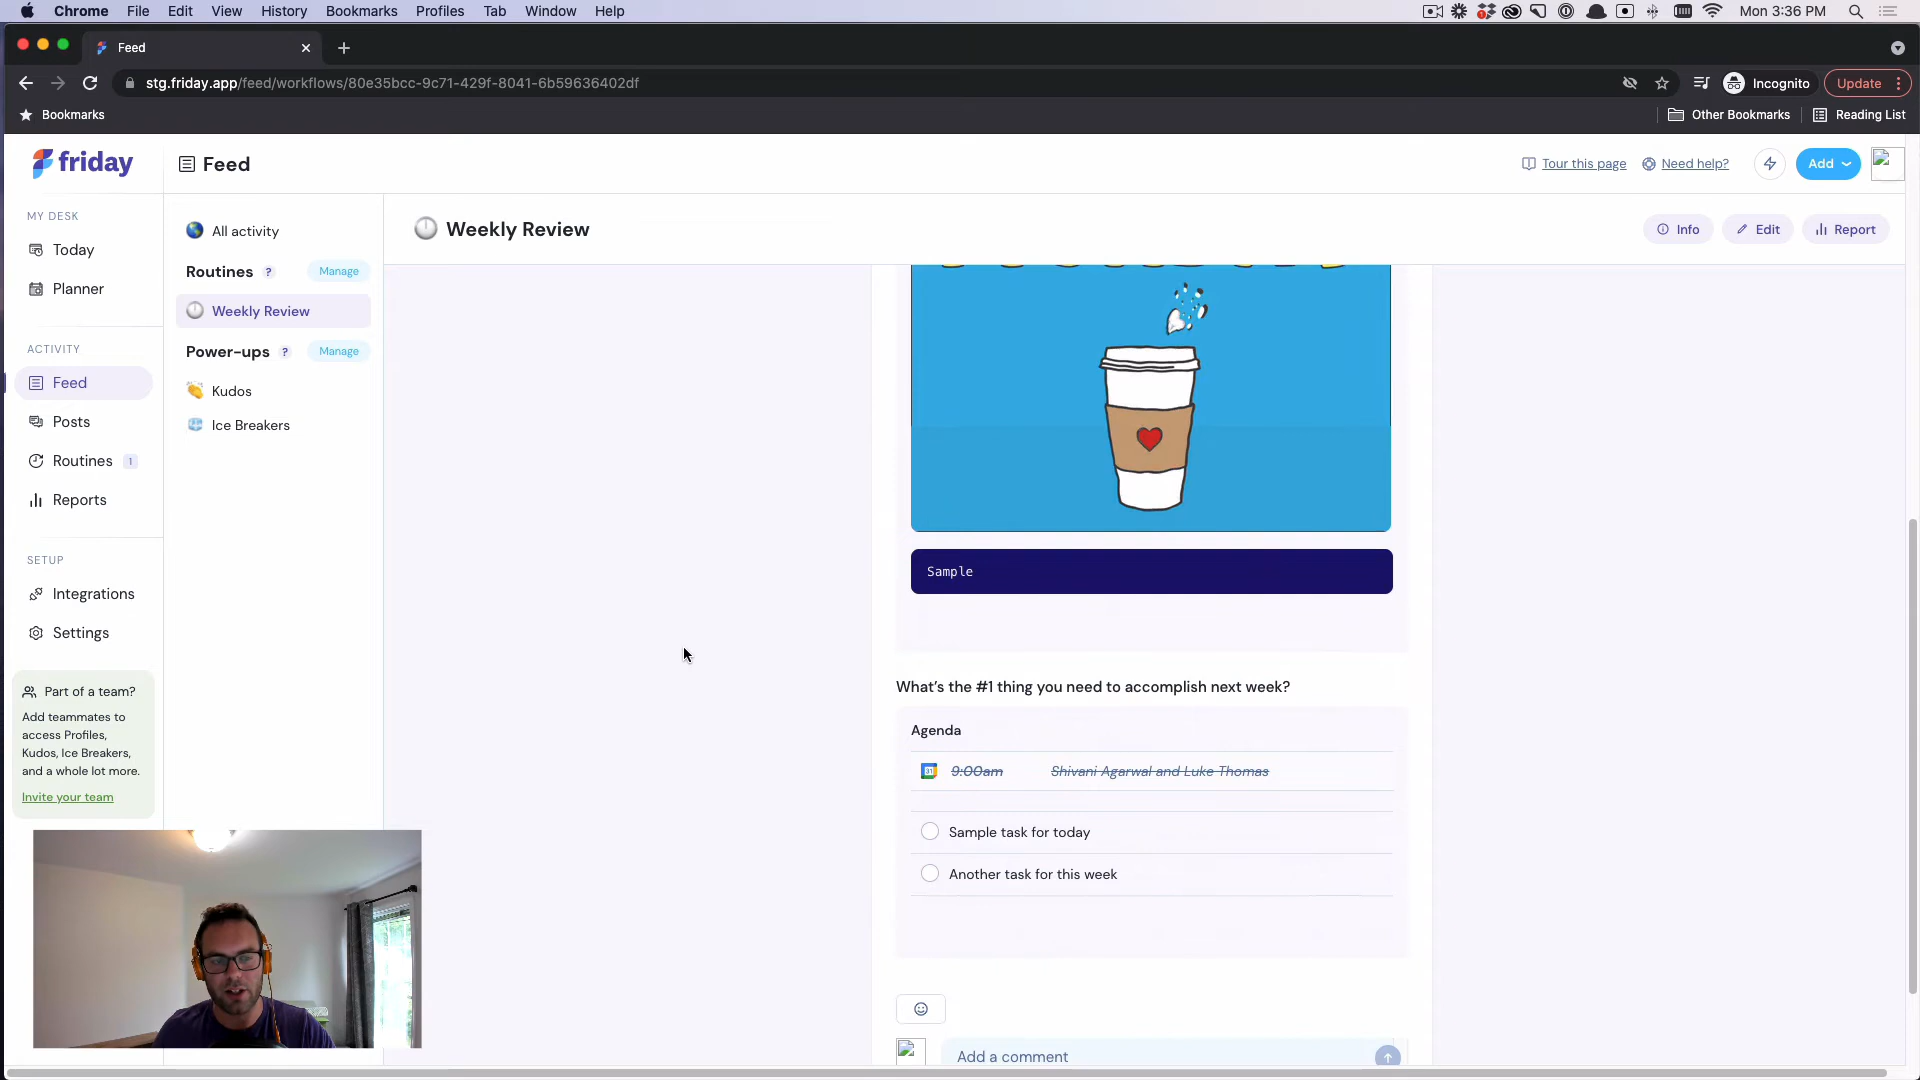 Chrome File Edit View History Bookmarks Profiles Tab Window Help
Mon 3:36 PM
Feed
stg.friday.app/feed/workflows/80e35bcc-9c71-429f-8041-6b59636402df
Incognito
Update
Bookmarks
Other Bookmarks
Reading List
friday
Feed
Tour this page
Need help?
Add
MY DESK
Today
Planner
ACTIVITY
Feed
Posts
Routines 1
Reports
SETUP
Integrations
Settings
Part of a team?
Add teammates to
access Profiles,
Kudos, Ice Breakers,
and a whole lot more.
Invite your team
All activity
Routines ? Manage
Weekly Review
Power-ups ? Manage
Kudos
Ice Breakers
Weekly Review
Info
Edit
Report
Sample
What's the #1 thing you need to accomplish next week?
Agenda
31 9:00am Shivani Agarwal and Luke Thomas
Sample task for today
Another task for this week
Add a comment